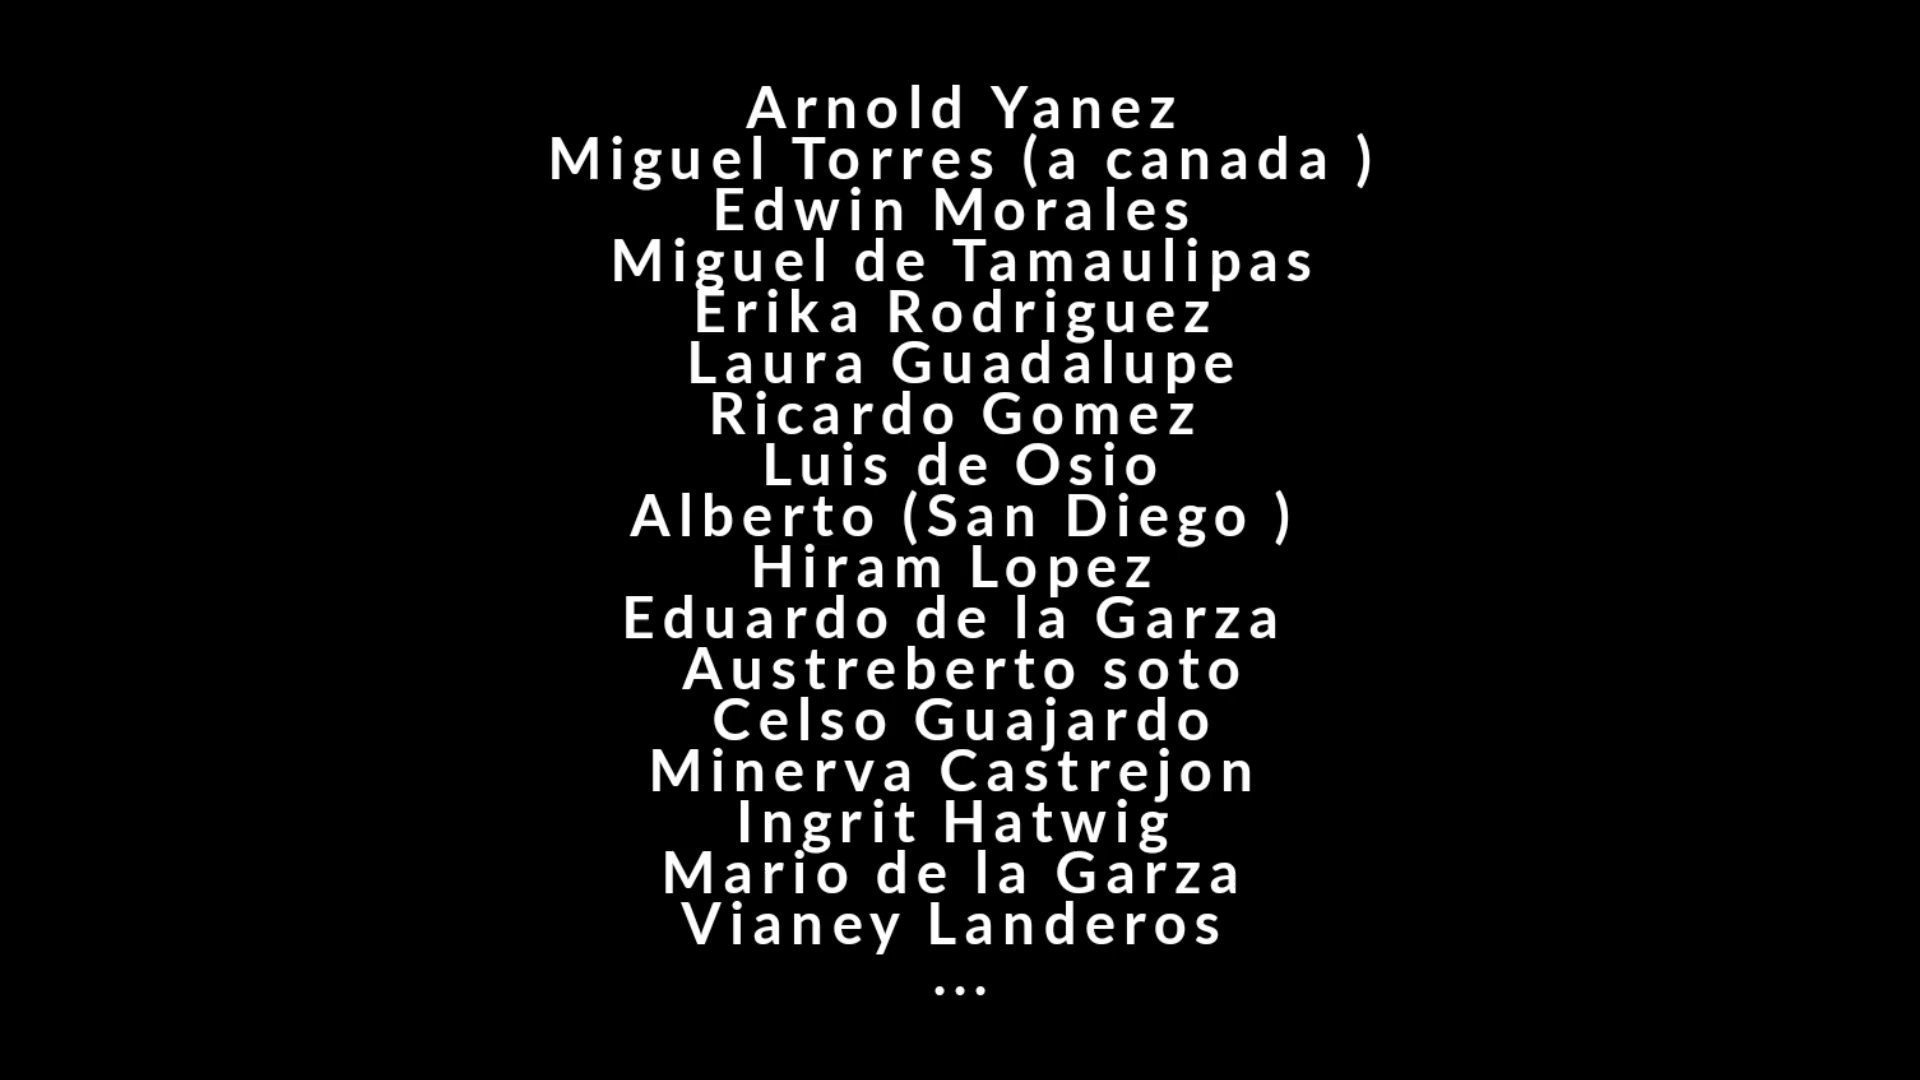 Arnold Yanez
Miguel Torres (a canada )
Edwin Morales
Miguel de Tamaulipas
Erika Rodriguez
Laura Guadalupe
Ricardo Gomez
Luis de Osio
Alberto (San Diego )
Hiram Lopez
Eduardo de la Garza
Austreberto soto
Celso Guajardo
Minerva Castrejon
Ingrit Hatwig
Mario de la Garza
Vianey Landeros
...